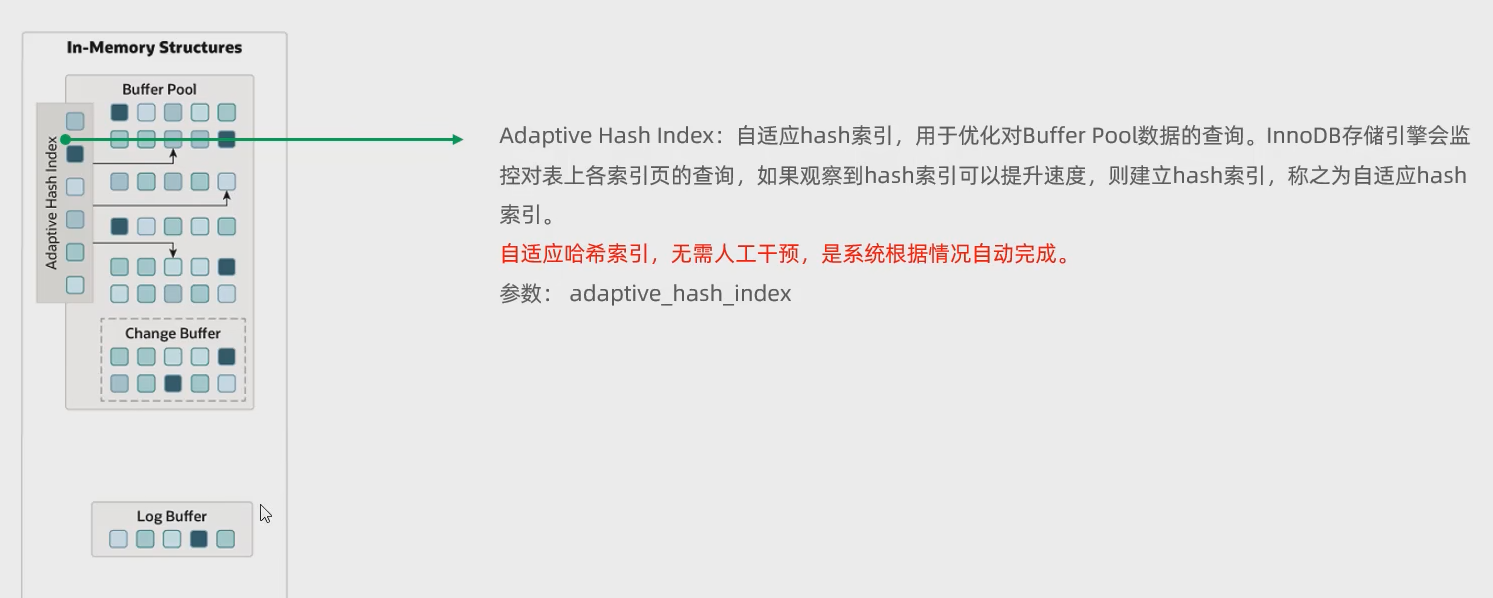 In-Memory Structures
Buffer Pool
Adaptive Hash Index
Change Buffer
Log Buffer
Adaptive Hash Index：自适应hash索引，用于优化对Buffer Pool数据的查询。InnoDB存储引擎会监
控对表上各索引页的查询，如果观察到hash索引可以提升速度，则建立hash索引，称之为自适应hash
索引。
自适应哈希索引，无需人工干预，是系统根据情况自动完成。
参数： adaptive_hash_index